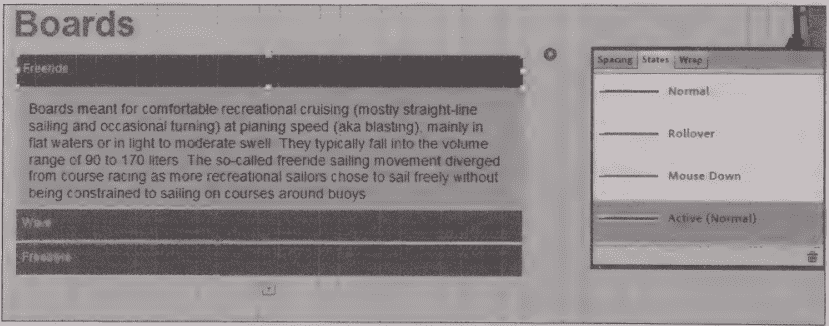 Boards
Freeride
Boards meant for comfortable recreational cruising (mostly straight-line
sailing and occasional turning) at planing speed (aka blasting), mainly in
flat waters or in light to moderate swell. They typically fall into the volume
range of 90 to 170 liters. The so-called freeride sailing movement diverged
from course racing as more recreational sailors chose to sail freely without
being constrained to sailing on courses around buoys
Wave
Freestyle
Spacing States Wrap
Normal
Rollover
Mouse Down
Active (Normal)